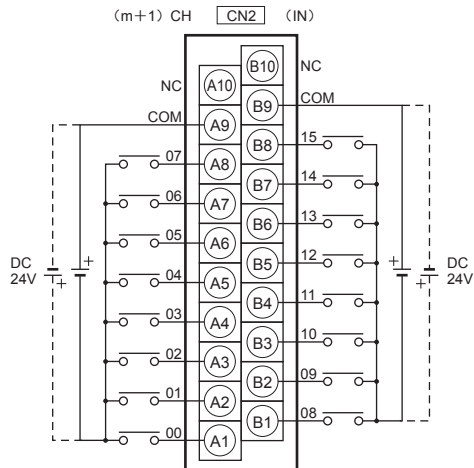 (m+1) CH CN2 (IN)
B10 NC
NC A10
B9 COM
COM A9
B8 15
07 A8
B7 14
06 A7
B6 13
05 A6
B5 12
DC 24V + +
04 A5
B4 11
+ + DC 24V
03 A4
B3 10
02 A3
B2 09
01 A2
B1 08
00 A1